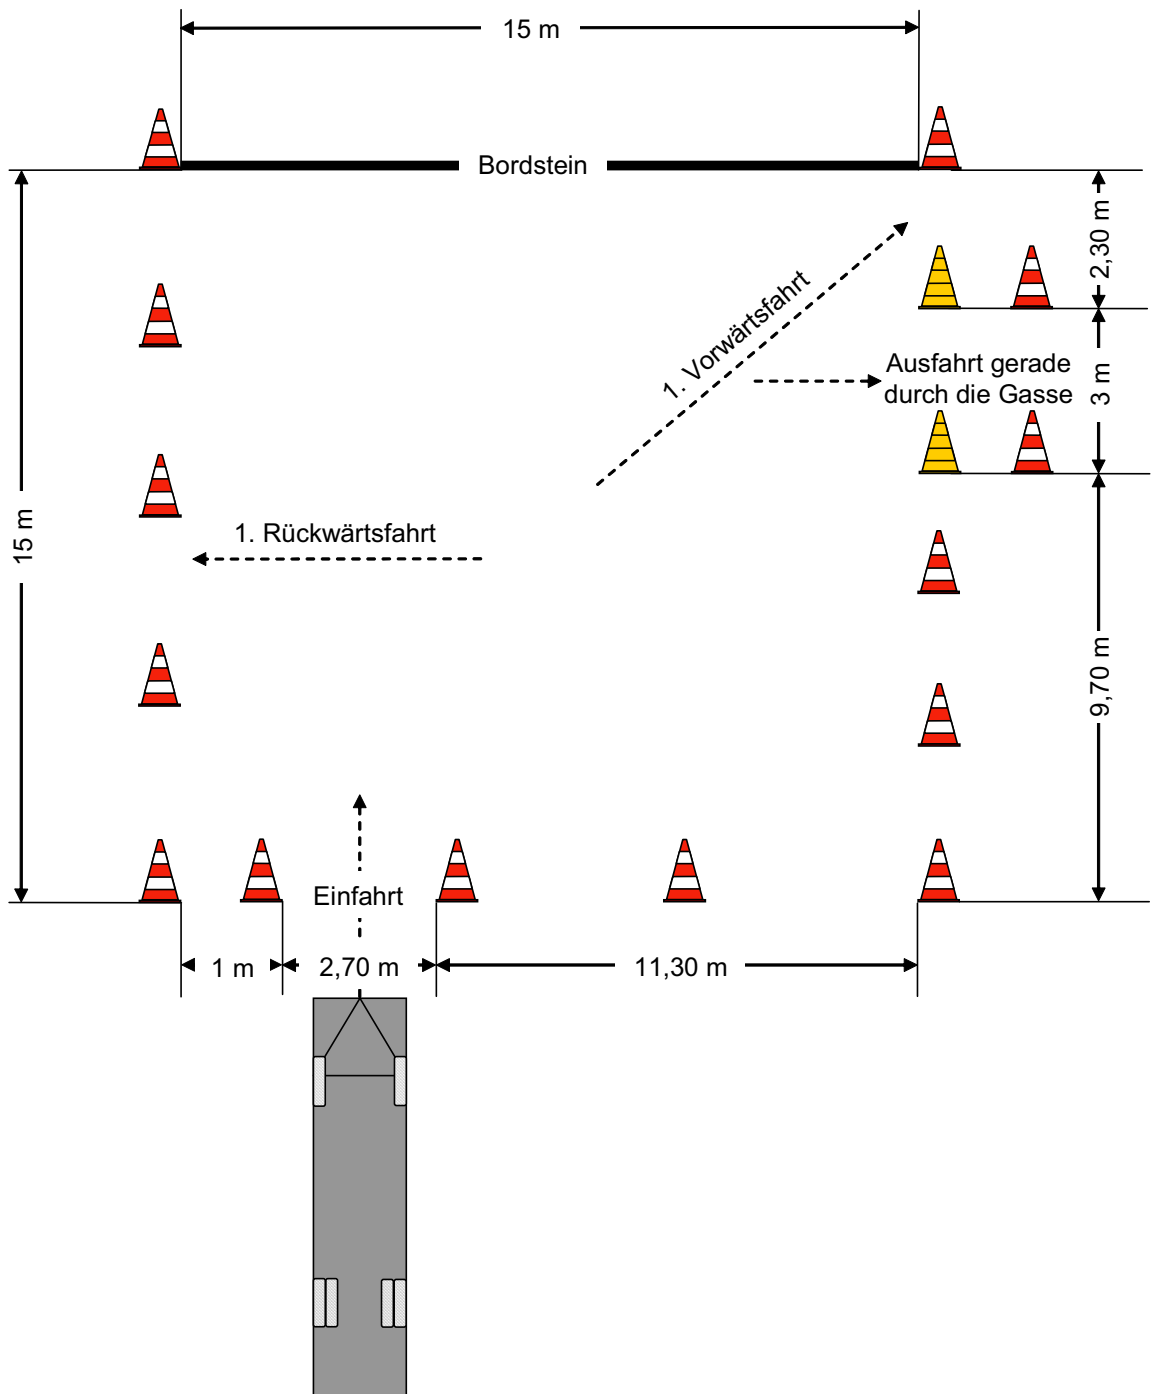 15 m
Bordstein
2,30 m
1. Vorwärtsfahrt
Ausfahrt gerade
durch die Gasse
3 m
15 m
1. Rückwärtsfahrt
9,70 m
Einfahrt
1 m
2,70 m
11,30 m